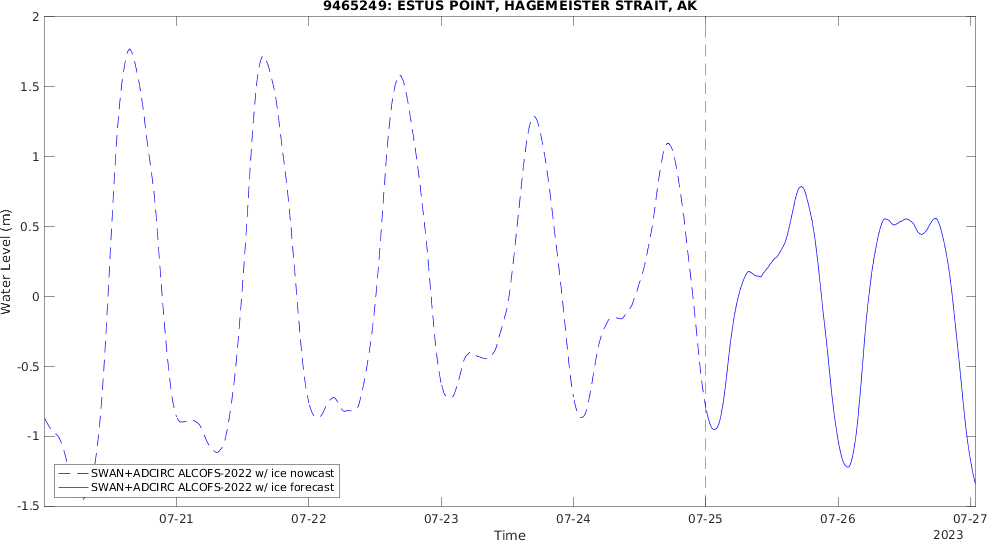 9465249: ESTUS POINT, HAGEMEISTER STRAIT, AK
2
1.5
1
0.5
0
-0.5
-1
-1.5
Water Level (m)
SWAN+ADCIRC ALCOFS-2022 w/ ice nowcast
SWAN+ADCIRC ALCOFS-2022 w/ ice forecast
07-21 07-22 07-23 07-24 07-25 07-26 07-27
Time
2023